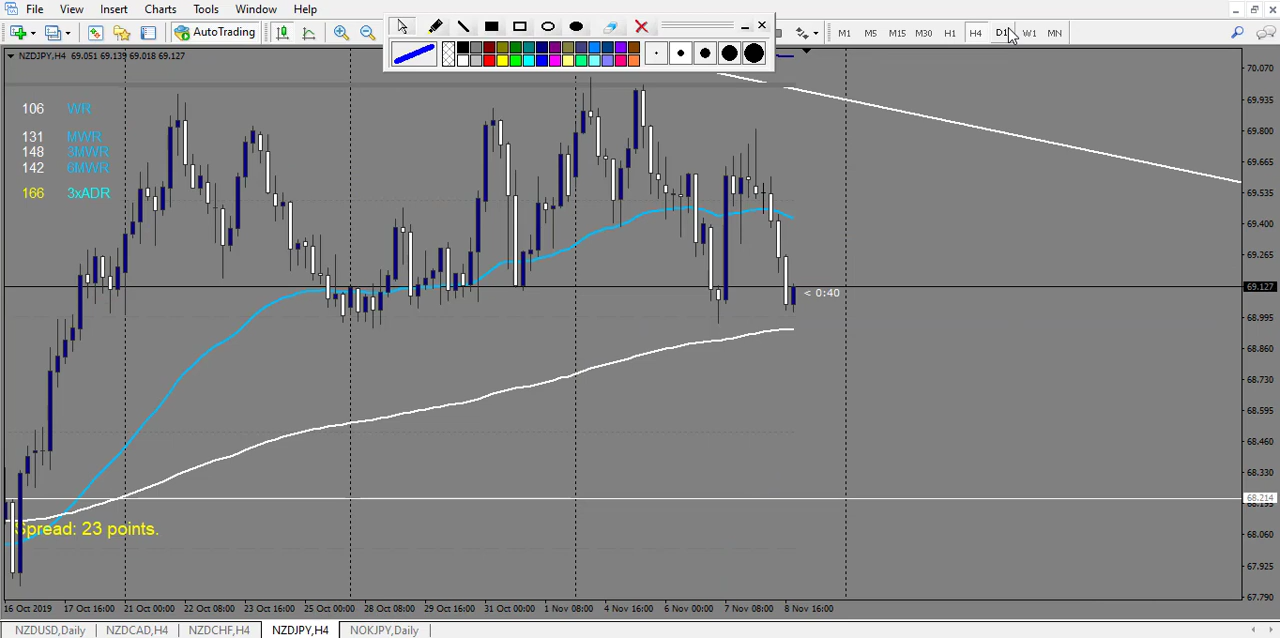 File View Insert Charts Tools Window Help
AutoTrading M1 M5 M15 M30 H1 H4 D1 W1 MN
NZDJPY,H4 69.051 69.139 69.018 69.127
106 WR
131 MWR
148 3MWR
142 6MWR
166 3xADR
< 0:40
Spread: 23 points.
70.070
69.935
69.800
69.665
69.535
69.400
69.265
69.127
68.995
68.860
68.730
68.595
68.460
68.330
68.214
68.195
68.060
67.925
67.790
16 Oct 2019 17 Oct 16:00 21 Oct 00:00 22 Oct 08:00 23 Oct 16:00 25 Oct 00:00 28 Oct 08:00 29 Oct 16:00 31 Oct 00:00 1 Nov 08:00 4 Nov 16:00 6 Nov 00:00 7 Nov 08:00 8 Nov 16:00
NZDUSD,Daily NZDCAD,H4 NZDCHF,H4 NZDJPY,H4 NOKJPY,Daily